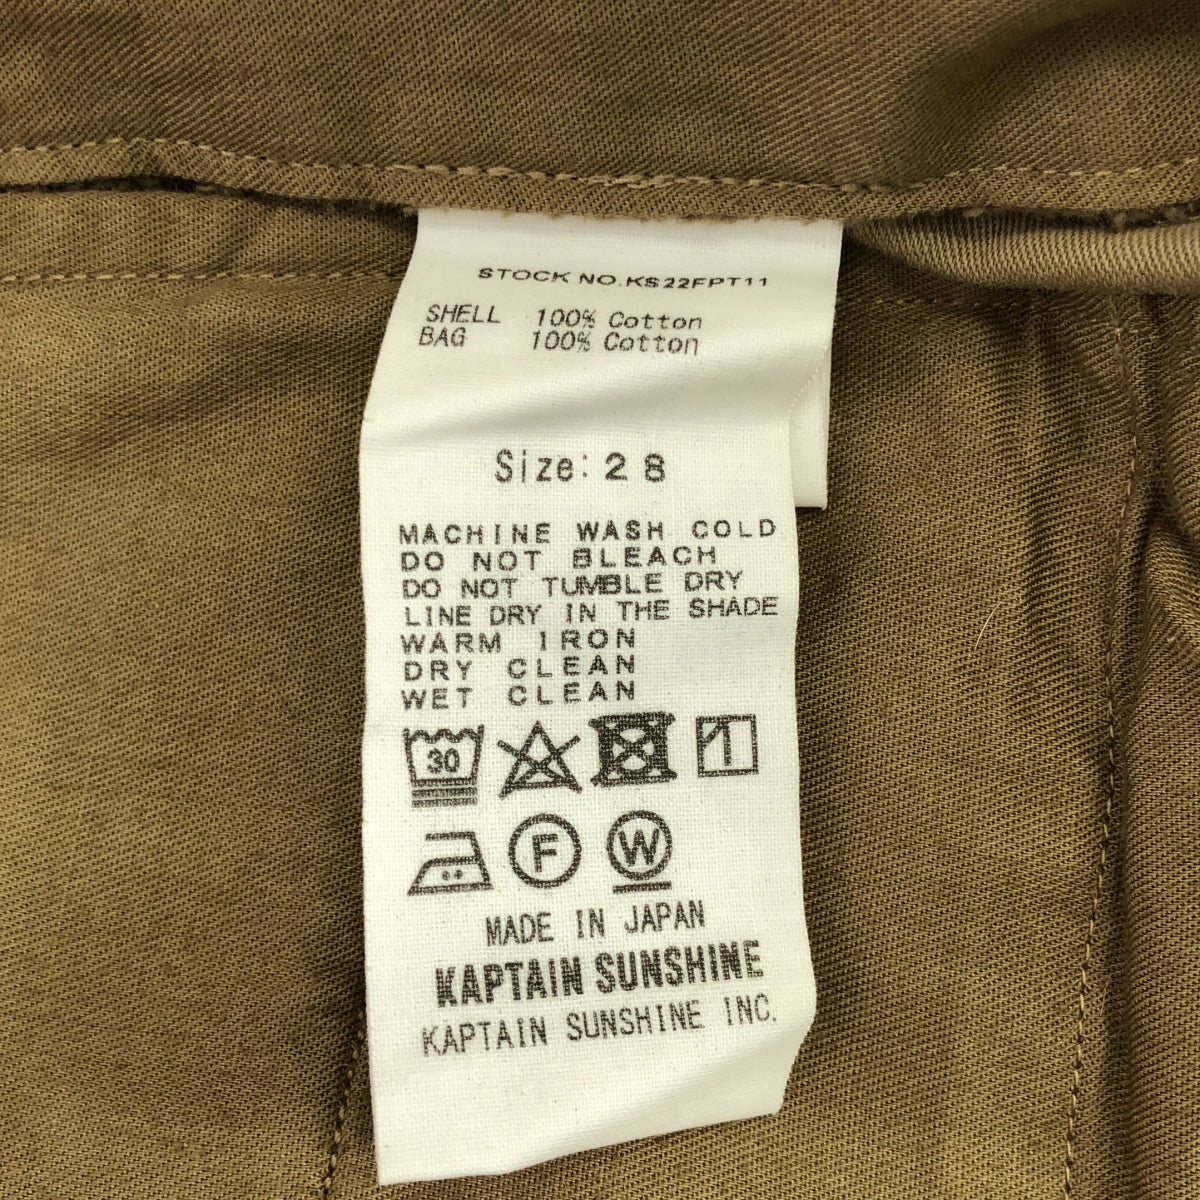 STOCK NO.KS22FPT11
SHELL 100% Cotton
BAG 100% Cotton
Size:28
MACHINE WASH COLD
DO NOT BLEACH
DO NOT TUMBLE DRY
LINE DRY IN THE SHADE
WARM IRON
DRY CLEAN
WET CLEAN
30
F W
MADE IN JAPAN
KAPTAIN SUNSHINE
KAPTAIN SUNSHINE INC.